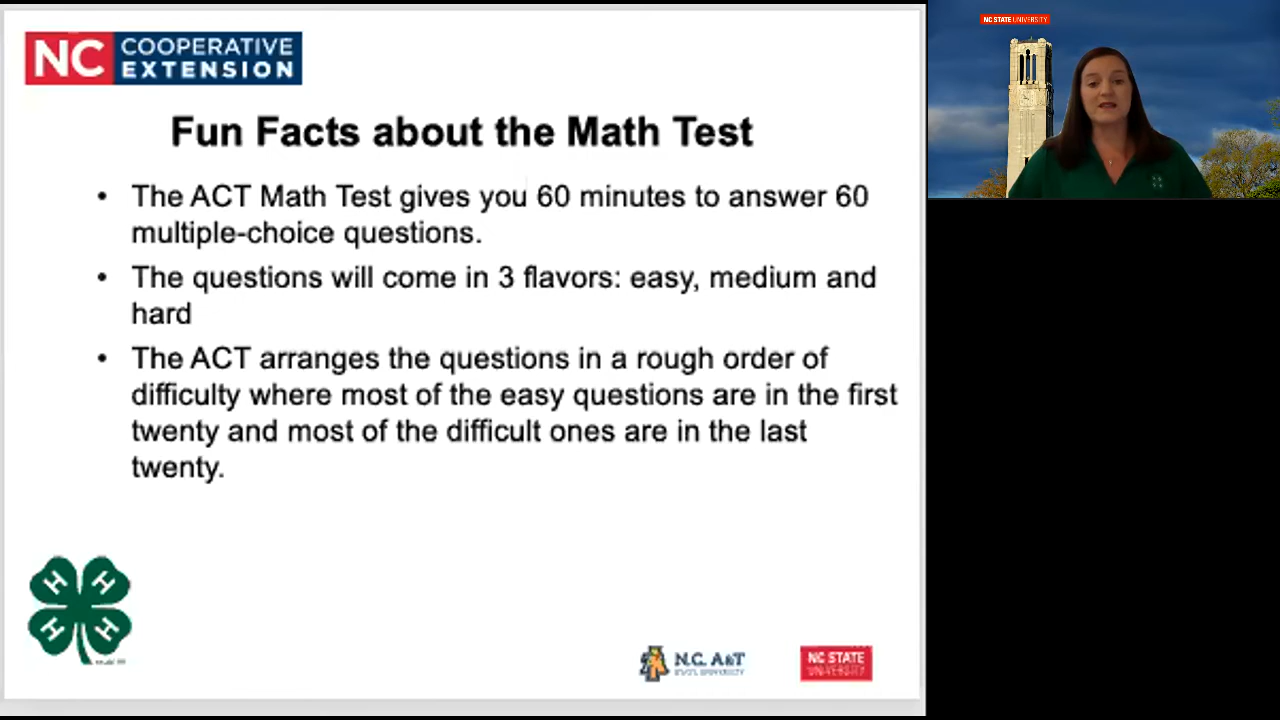 NC COOPERATIVE
EXTENSION
Fun Facts about the Math Test
• The ACT Math Test gives you 60 minutes to answer 60
multiple-choice questions.
• The questions will come in 3 flavors: easy, medium and
hard
• The ACT arranges the questions in a rough order of
difficulty where most of the easy questions are in the first
twenty and most of the difficult ones are in the last
twenty.
H H
H H
N.C. A&T
STATE UNIVERSITY
NC STATE
UNIVERSITY
NC STATE UNIVERSITY